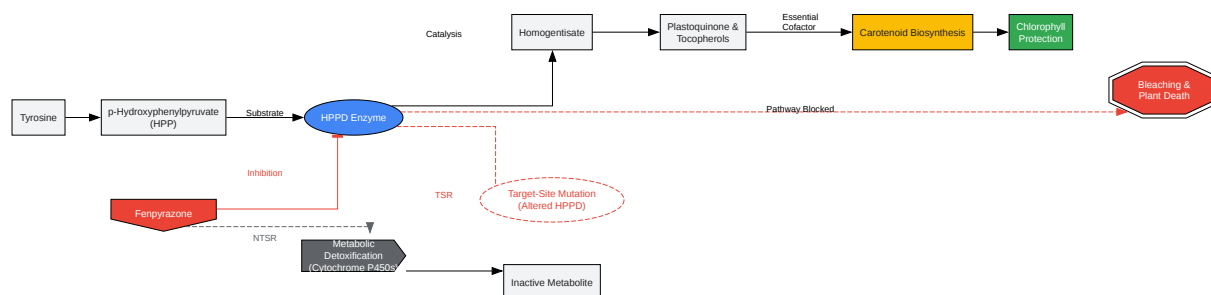 Essential
Cofactor
Catalysis
Homogentisate
Plastoquinone &
Tocopherols
Carotenoid Biosynthesis
Chlorophyll
Protection
Bleaching &
Plant Death
Pathway Blocked
Tyrosine
p-Hydroxyphenylpyruvate
(HPP)
Substrate
HPPD Enzyme
Inhibition
TSR
Target-Site Mutation
(Altered HPPD)
Fenpyrazone
NTSR
Metabolic
Detoxification
(Cytochrome P450s)
Inactive Metabolite